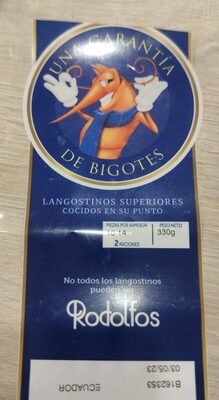 UNA GARANTÍA
DE BIGOTES
LANGOSTINOS SUPERIORES
COCIDOS EN SU PUNTO
PIEZAS POR BANDEJA PESO NETO
330g
2 RACIONES
No todos los langostinos
pueden ser
Rodolfos
B 162353
03/05/23
ECUADOR